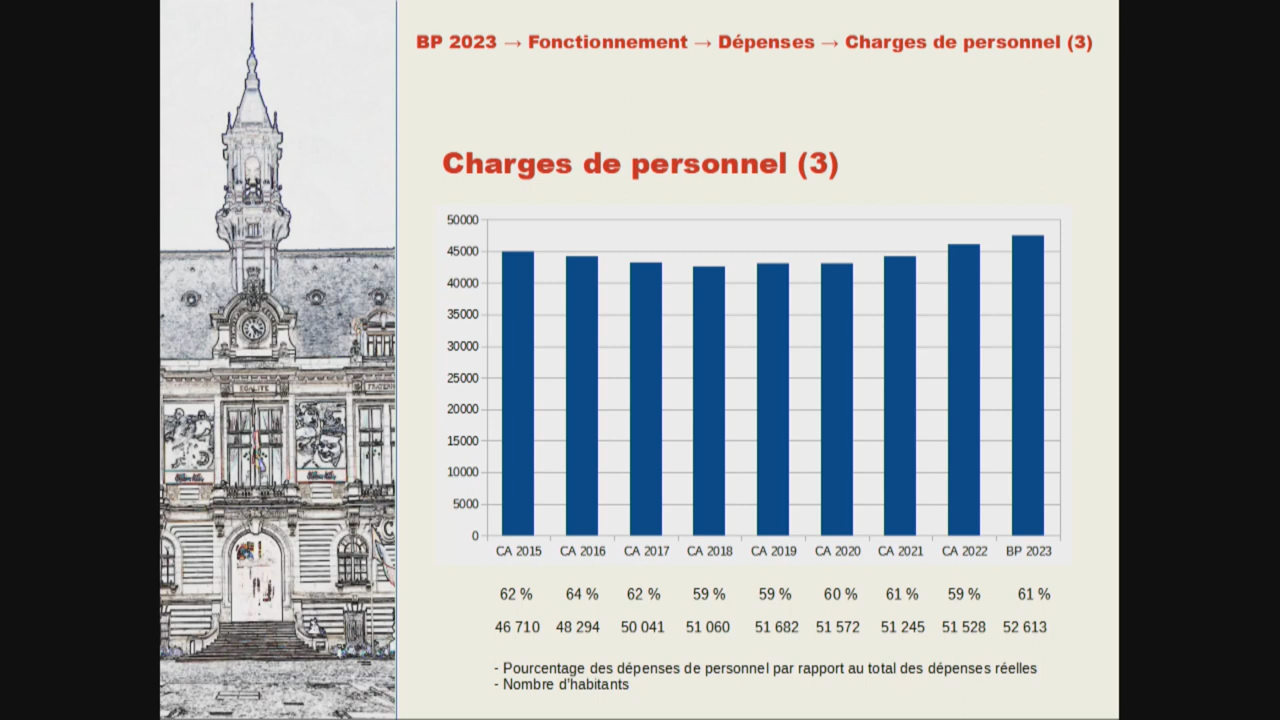 BP 2023 → Fonctionnement → Dépenses → Charges de personnel (3)
Charges de personnel (3)
50000
45000
40000
35000
30000
25000
20000
15000
10000
5000
0
CA 2015 CA 2016 CA 2017 CA 2018 CA 2019 CA 2020 CA 2021 CA 2022 BP 2023
62 % 64 % 62 % 59 % 59 % 60 % 61 % 59 % 61 %
46 710 48 294 50 041 51 060 51 682 51 572 51 245 51 528 52 613
- Pourcentage des dépenses de personnel par rapport au total des dépenses réelles
- Nombre d'habitants
EGALITE